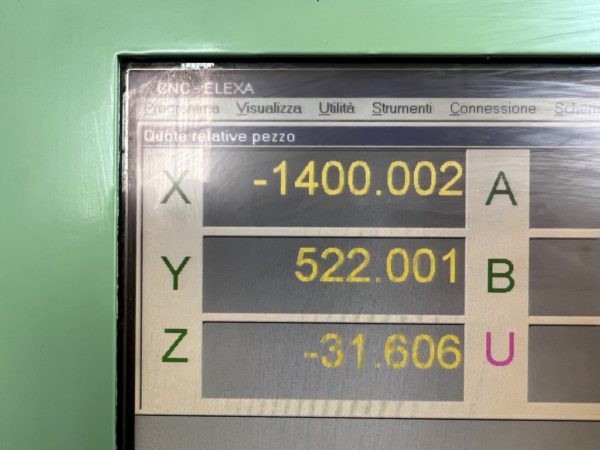 CNC - ELEXA
Programma Visualizza Utilità Strumenti Connessione
Quote relative pezzo
X -1400.002 A
Y 522.001 B
Z -31.606 U